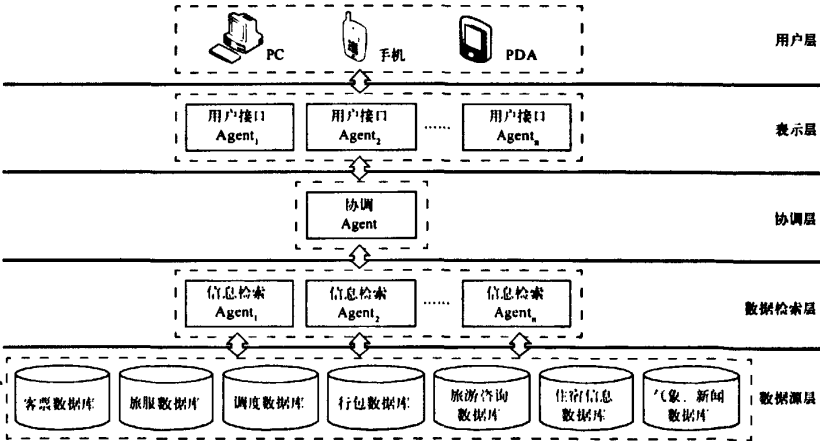 PC
手机
PDA
用户层
用户接口
Agent₁
用户接口
Agent₂
……
用户接口
Agentₙ
表示层
协调
Agent
协调层
信息检索
Agent₁
信息检索
Agent₂
……
信息检索
Agentₙ
数据检索层
客票数据库
旅服数据库
调度数据库
行包数据库
旅游咨询
数据库
住宿信息
数据库
气象、新闻
数据库
数据源层